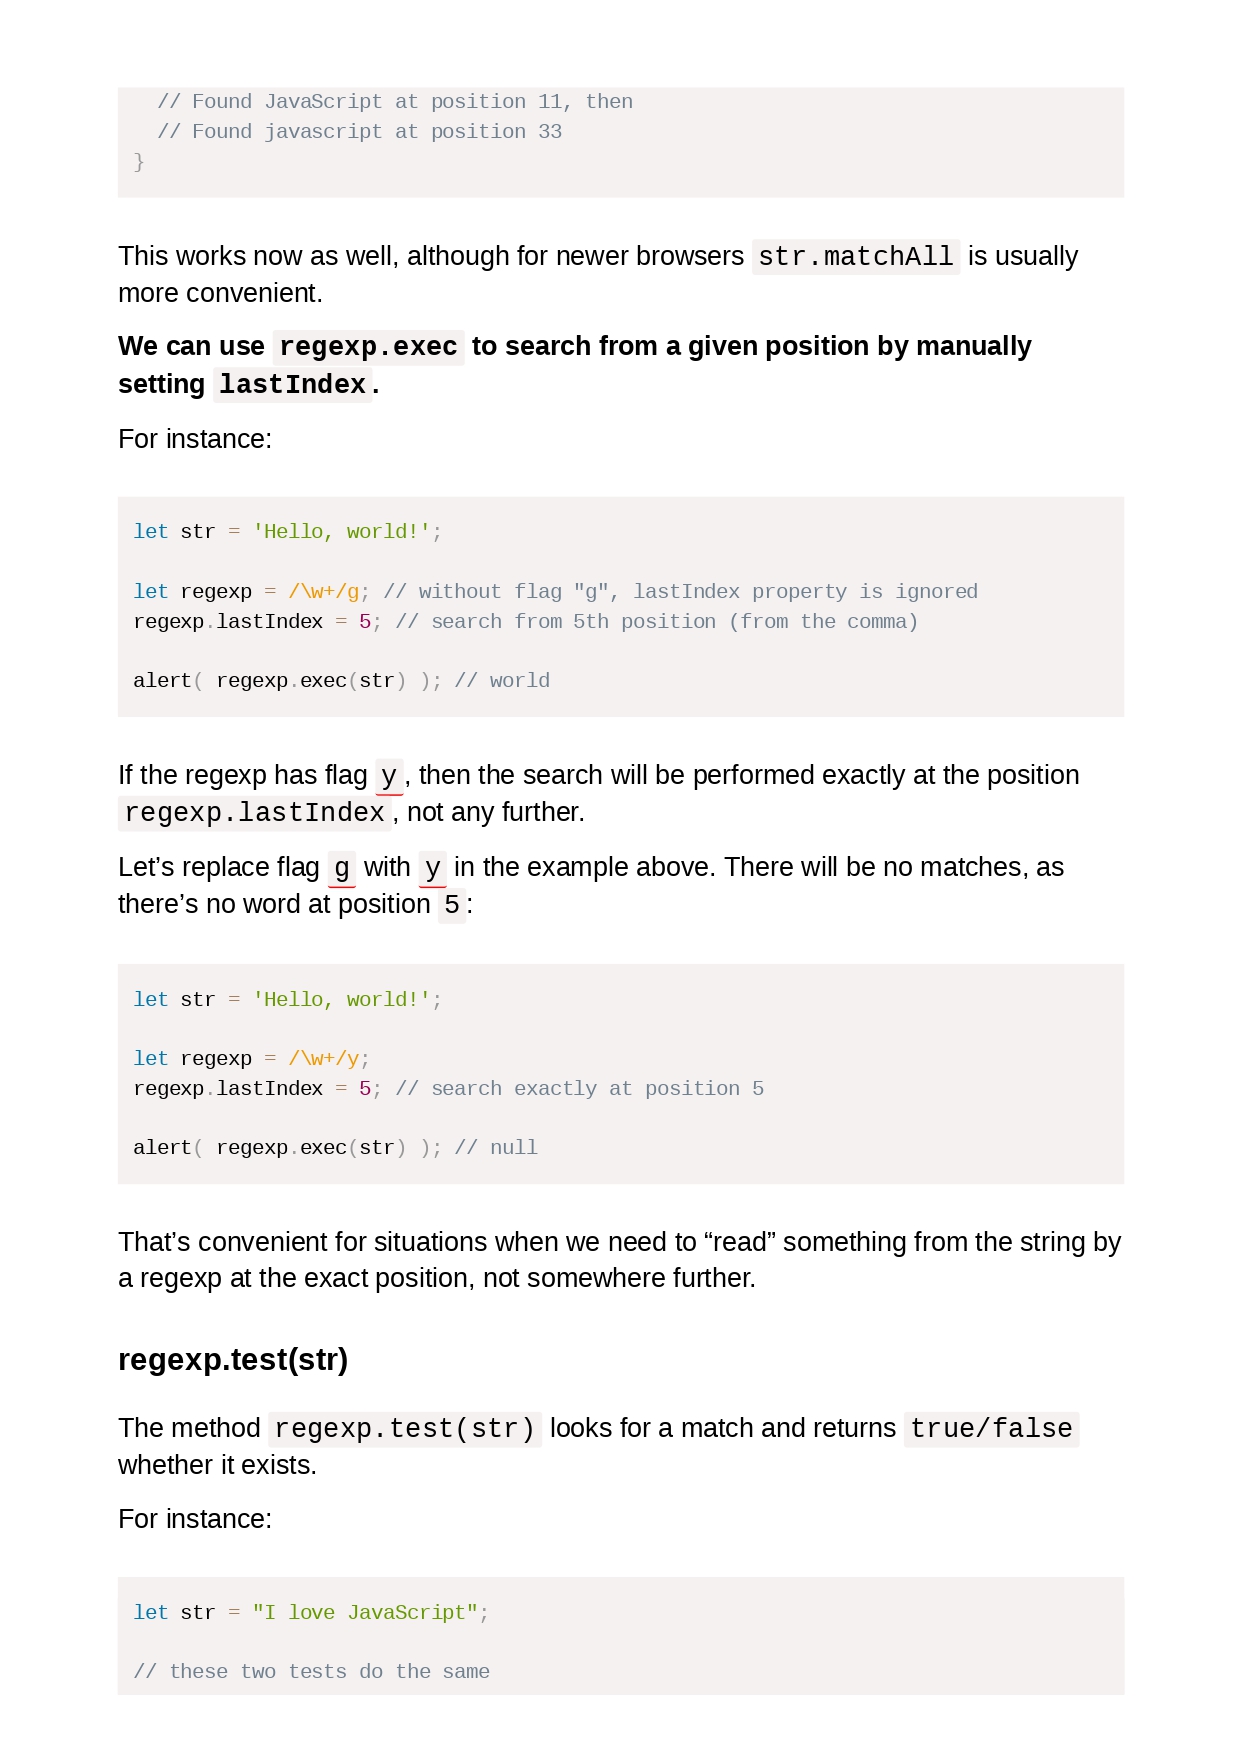 // Found JavaScript at position 11, then
// Found javascript at position 33
}
This works now as well, although for newer browsers str.matchAll is usually
more convenient.
We can use regexp.exec to search from a given position by manually
setting lastIndex.
For instance:
let str = 'Hello, world!';
let regexp = /\w+/g; // without flag "g", lastIndex property is ignored
regexp.lastIndex = 5; // search from 5th position (from the comma)
alert( regexp.exec(str) ); // world
If the regexp has flag y, then the search will be performed exactly at the position
regexp.lastIndex, not any further.
Let’s replace flag g with y in the example above. There will be no matches, as
there’s no word at position 5:
let str = 'Hello, world!';
let regexp = /\w+/y;
regexp.lastIndex = 5; // search exactly at position 5
alert( regexp.exec(str) ); // null
That’s convenient for situations when we need to “read” something from the string by
a regexp at the exact position, not somewhere further.
regexp.test(str)
The method regexp.test(str) looks for a match and returns true/false
whether it exists.
For instance:
let str = "I love JavaScript";
// these two tests do the same